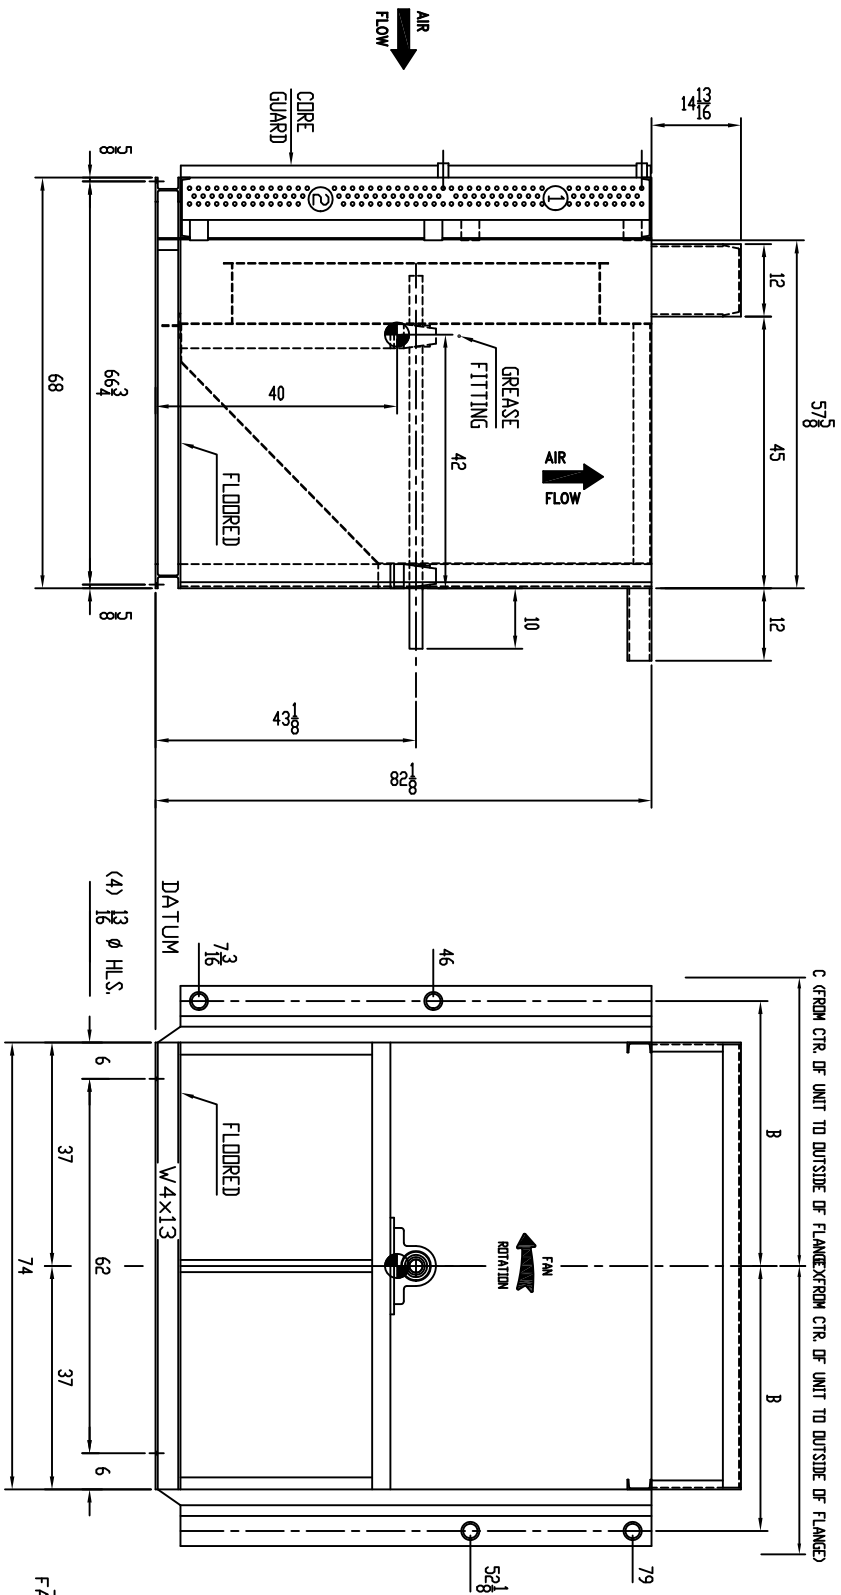 AIR
FLOW
CORE
GUARD
14 13/16
5/8
2
1
12
57 5/8
68
66 3/4
40
GREASE
FITTING
42
AIR
FLOW
45
FLOORED
5/8
10
12
43 1/8
82 1/8
DATUM
(4) 13/16 ø HLS.
7 3/16
46
C (FROM CTR. OF UNIT TO OUTSIDE OF FLANGE)
(FROM CTR. OF UNIT TO OUTSIDE OF FLANGE)
B
B
6
37
FLOORED
W4x13
62
74
FAN
ROTATION
37
6
52 1/8
79